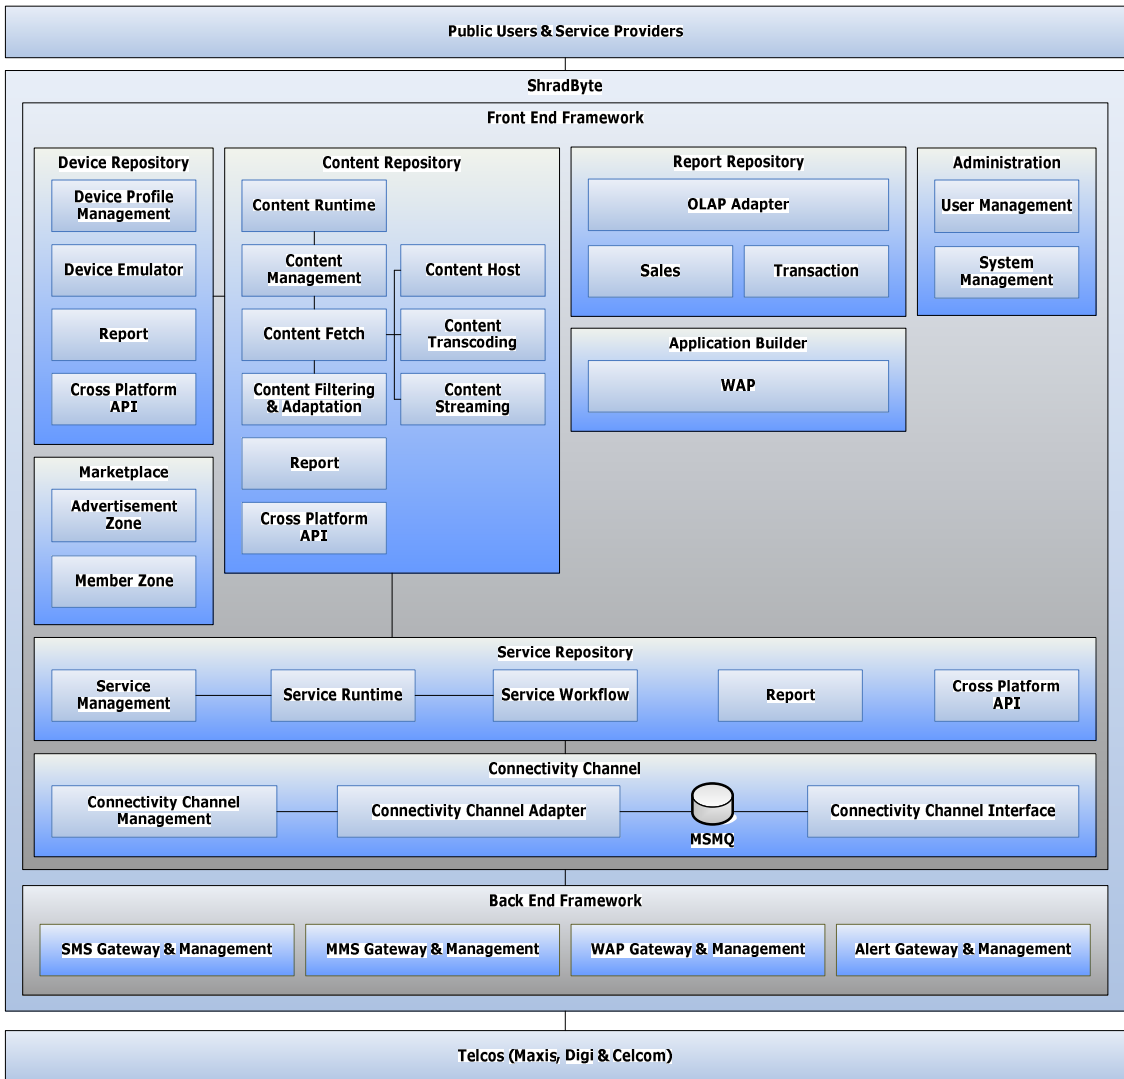 Public Users & Service Providers
ShradByte
Front End Framework
Device Repository
Device Profile
Management
Device Emulator
Report
Cross Platform
API
Content Repository
Content Runtime
Content
Management
Content Fetch
Content Filtering
& Adaptation
Report
Cross Platform
API
Content Host
Content
Transcoding
Content
Streaming
Report Repository
OLAP Adapter
Sales
Transaction
Administration
User Management
System
Management
Application Builder
WAP
Marketplace
Advertisement
Zone
Member Zone
Service Repository
Service
Management
Service Runtime
Service Workflow
Report
Cross Platform
API
Connectivity Channel
Connectivity Channel
Management
Connectivity Channel Adapter
MSMQ
Connectivity Channel Interface
Back End Framework
SMS Gateway & Management
MMS Gateway & Management
WAP Gateway & Management
Alert Gateway & Management
Telcos (Maxis, Digi & Celcom)